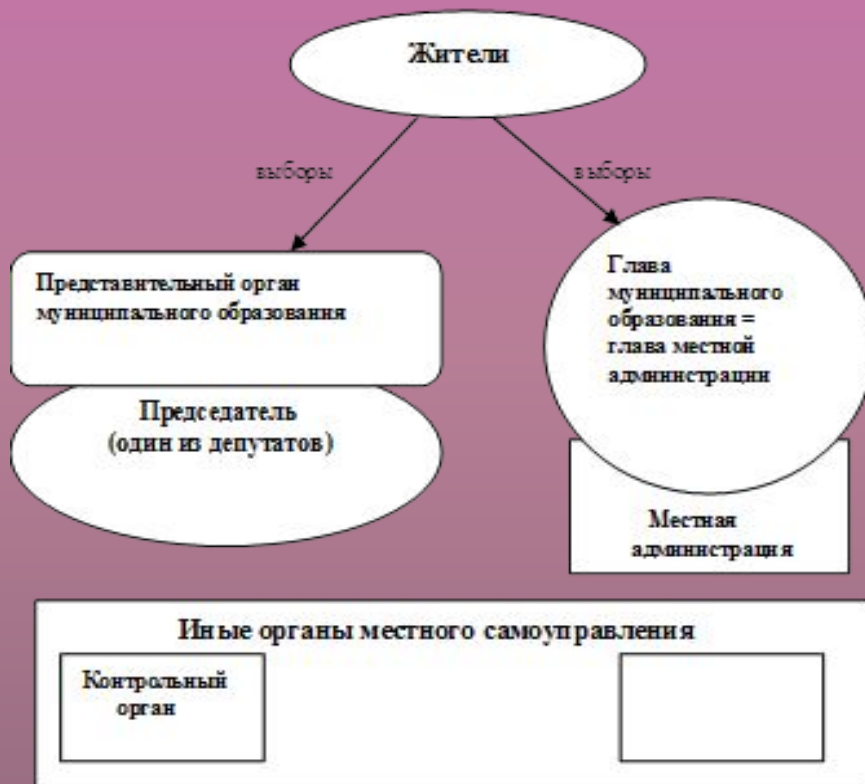 Жители
выборы
выборы
Представительный орган
муниципального образования
Председатель
(один из депутатов)
Глава
муниципального
образования =
глава местной
администрации
Местная
администрация
Иные органы местного самоуправления
Контрольный
орган